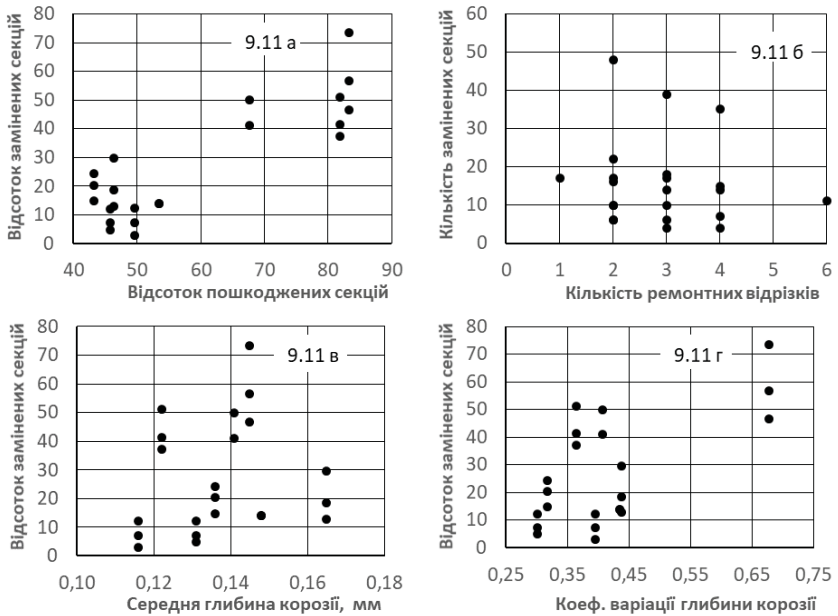 Відсоток замінених секцій
80
70
60
50
40
30
20
10
0
9.11 а
40 50 60 70 80 90
Відсоток пошкоджених секцій
Кількість замінених секцій
60
50
40
30
20
10
0
9.11 б
0 1 2 3 4 5 6
Кількість ремонтних відрізків
Відсоток замінених секцій
80
70
60
50
40
30
20
10
0
9.11 в
0,10 0,12 0,14 0,16 0,18
Середня глибина корозії, мм
Відсоток замінених секцій
80
70
60
50
40
30
20
10
0
9.11 г
0,25 0,35 0,45 0,55 0,65 0,75
Коеф. варіації глибини корозії